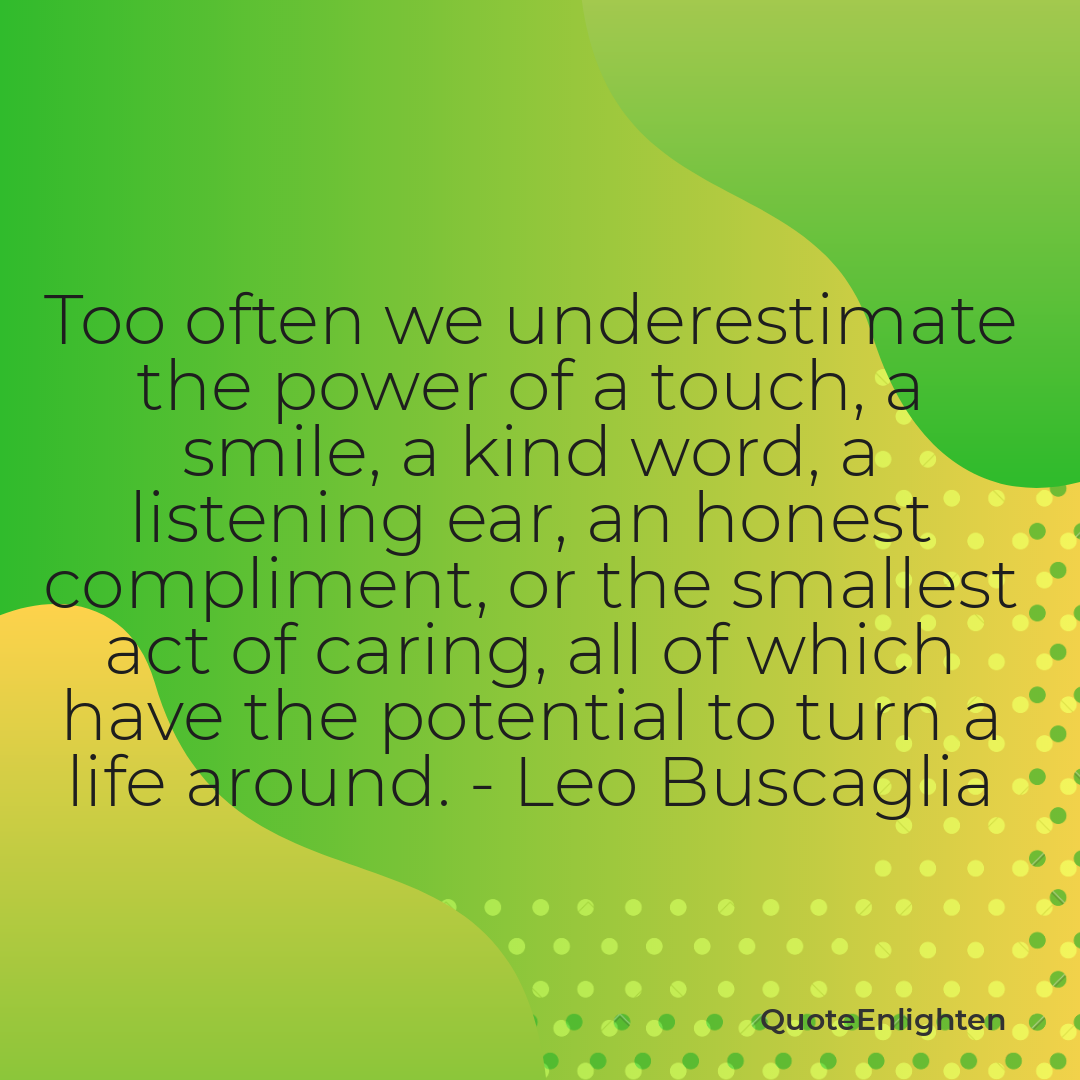 Too often we underestimate
the power of a touch, a
smile, a kind word, a
listening ear, an honest
compliment, or the smallest
act of caring, all of which
have the potential to turn a
life around. - Leo Buscaglia
QuoteEnlighten